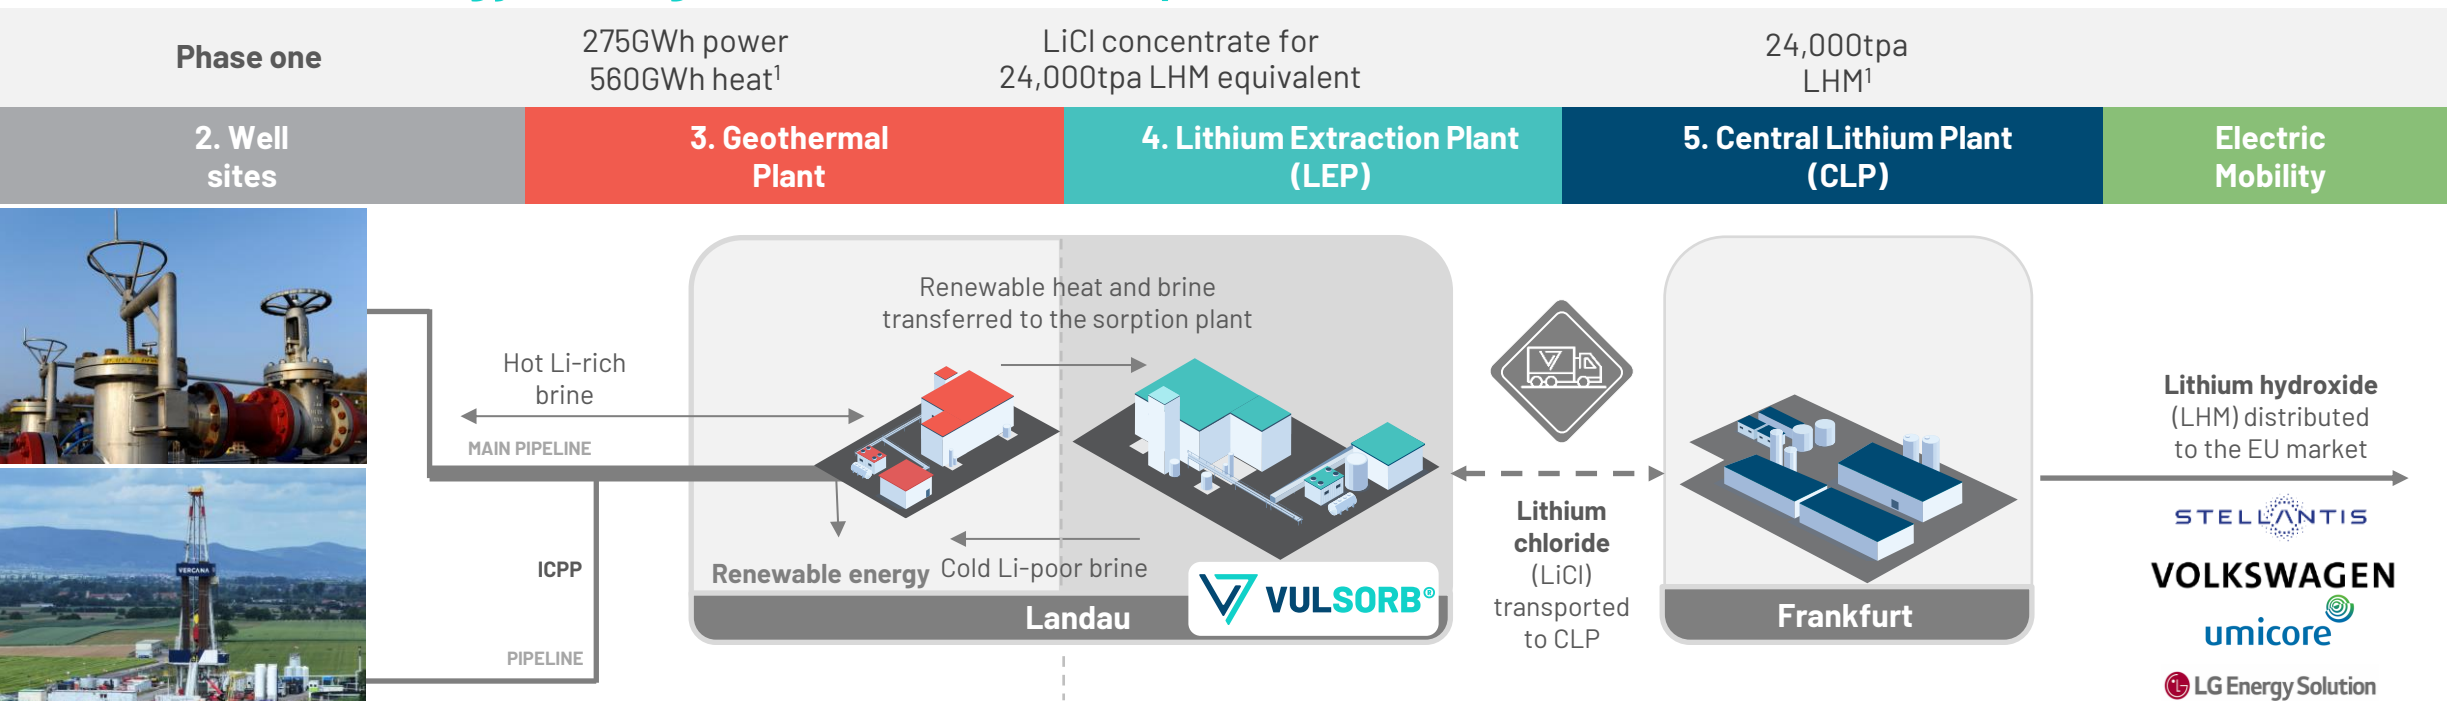 Phase one
275GWh power
560GWh heat¹
LiCl concentrate for
24,000tpa LHM equivalent
24,000tpa
LHM¹
2. Well
sites
3. Geothermal
Plant
4. Lithium Extraction Plant
(LEP)
5. Central Lithium Plant
(CLP)
Electric
Mobility
Renewable heat and brine
transferred to the sorption plant
Hot Li-rich
brine
MAIN PIPELINE
ICPP
PIPELINE
VERCANA
Renewable energy
Cold Li-poor brine
Landau
VULSORB®
Lithium
chloride
(LiCl)
transported
to CLP
Frankfurt
Lithium hydroxide
(LHM) distributed
to the EU market
STELLANTIS
VOLKSWAGEN
umicore
LG Energy Solution